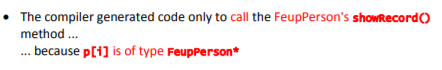 • The compiler generated code only to call the FeupPerson's showRecord()
method ...
... because p[i] is of type FeupPerson*